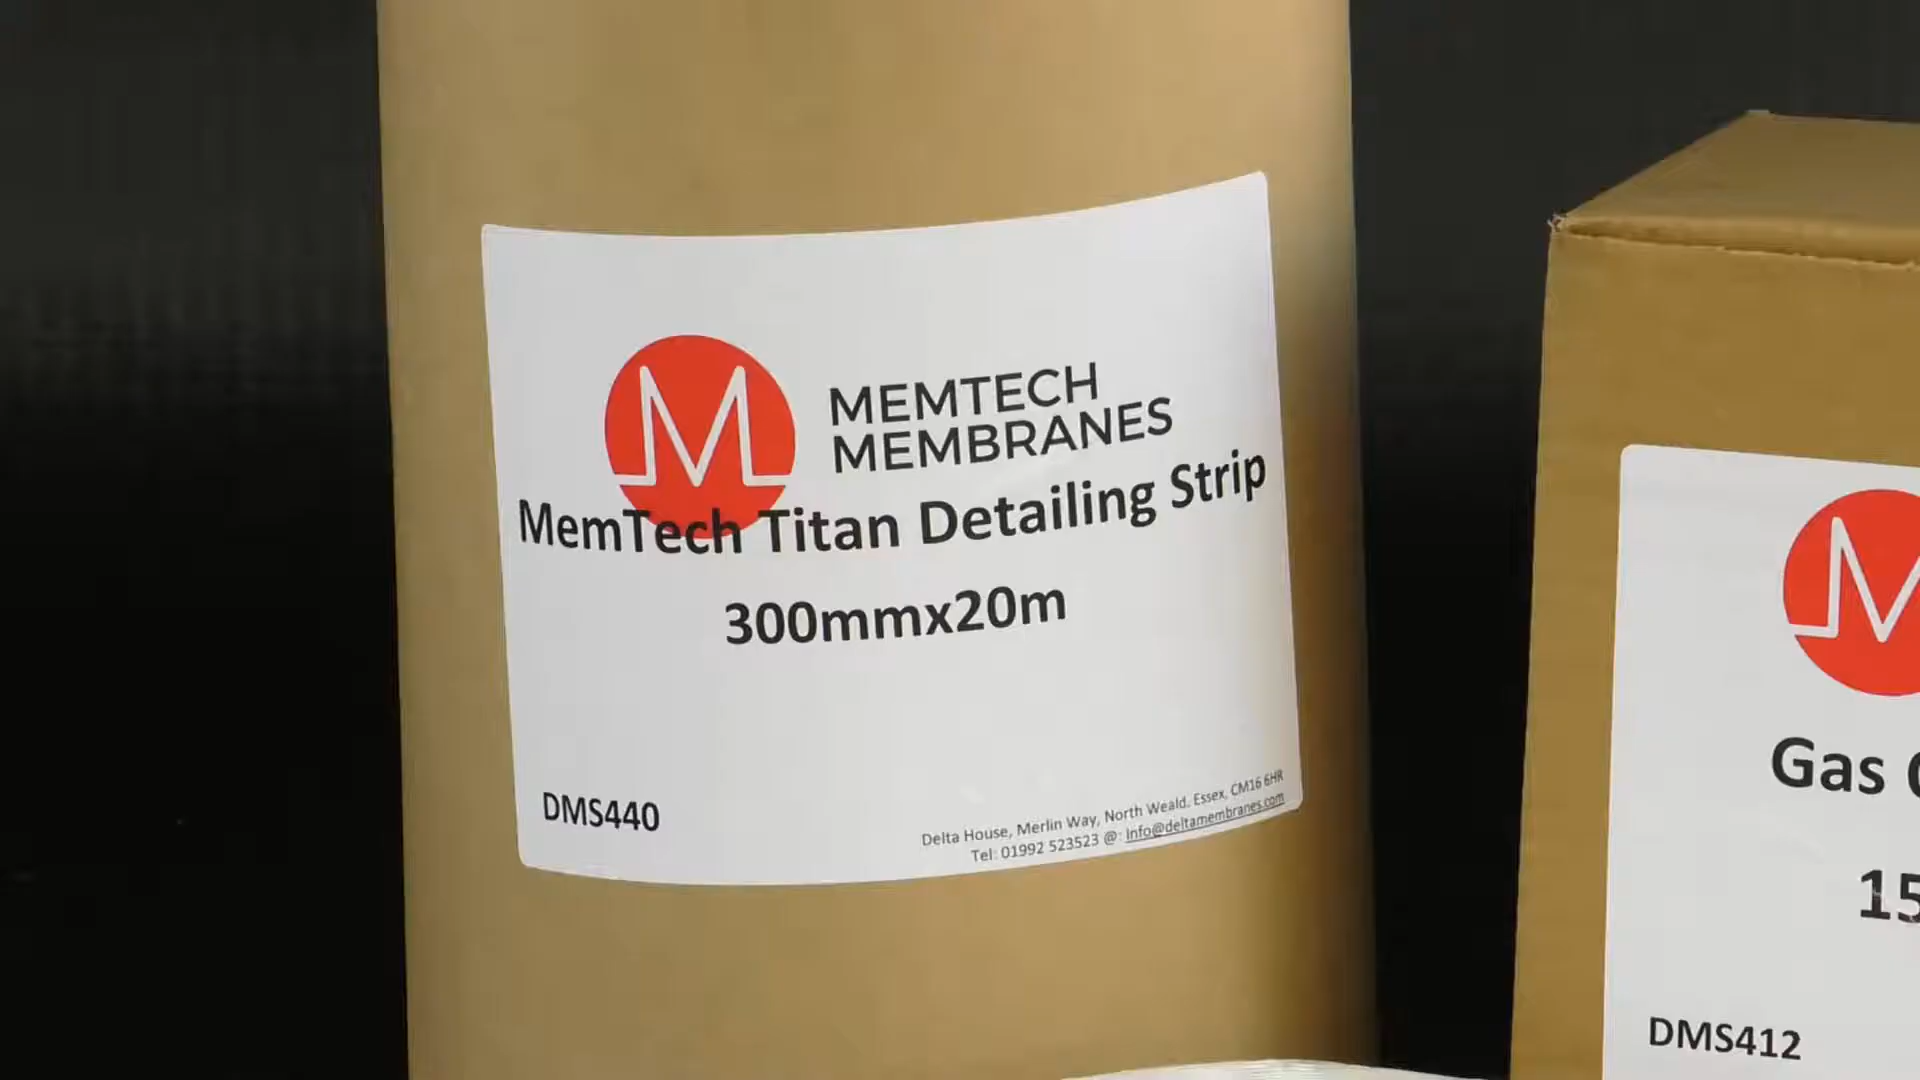 MEMTECH
MEMBRANES
MemTech Titan Detailing Strip
300mmx20m
DMS440
Delta House, Merlin Way, North Weald, Essex, CM16 6HR
Tel: 01992 523523 @: info@deltamembranes.com
Gas
15
DMS412